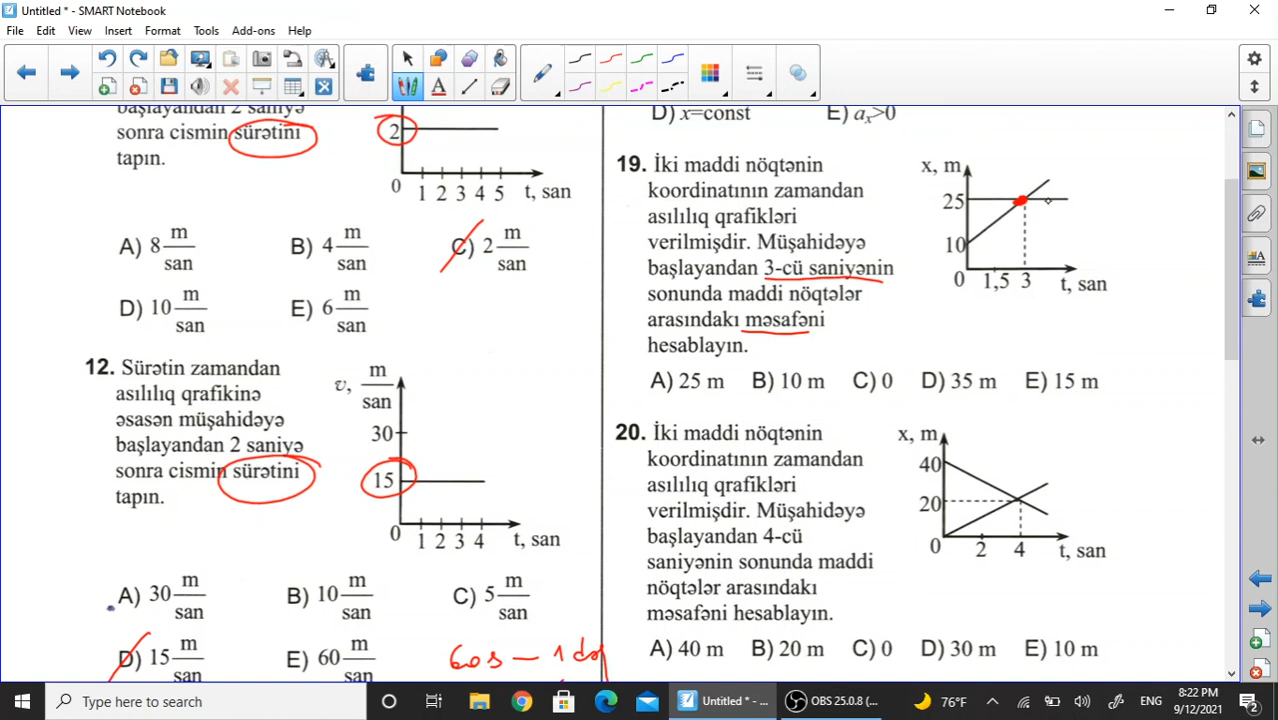 Untitled * - SMART Notebook
File Edit View Insert Format Tools Add-ons Help
başlayandan 2 saniyə
sonra cismin sürətini
tapın.
2
0 1 2 3 4 5 t, san
A) 8 m/san B) 4 m/san C) 2 m/san
D) 10 m/san E) 6 m/san
12. Sürətin zamandan
asılılıq qrafikinə
əsasən müşahidəyə
başlayandan 2 saniyə
sonra cismin sürətini
tapın.
v, m/san
30
15
0 1 2 3 4 t, san
A) 30 m/san B) 10 m/san C) 5 m/san
D) 15 m/san E) 60 m/san
60s – 1 dəq
D) x=const E) aₓ>0
19. İki maddi nöqtənin
koordinatının zamandan
asılılıq qrafikləri
verilmişdir. Müşahidəyə
başlayandan 3-cü saniyənin
sonunda maddi nöqtələr
arasındakı məsafəni
hesablayın.
x, m
25
10
0 1,5 3 t, san
A) 25 m B) 10 m C) 0 D) 35 m E) 15 m
20. İki maddi nöqtənin
koordinatının zamandan
asılılıq qrafikləri
verilmişdir. Müşahidəyə
başlayandan 4-cü
saniyənin sonunda maddi
nöqtələr arasındakı
məsafəni hesablayın.
x, m
40
20
0 2 4 t, san
A) 40 m B) 20 m C) 0 D) 30 m E) 10 m
Type here to search
Untitled * - ...
OBS 25.0.8 (...
76°F
ENG
8:22 PM
9/12/2021
2